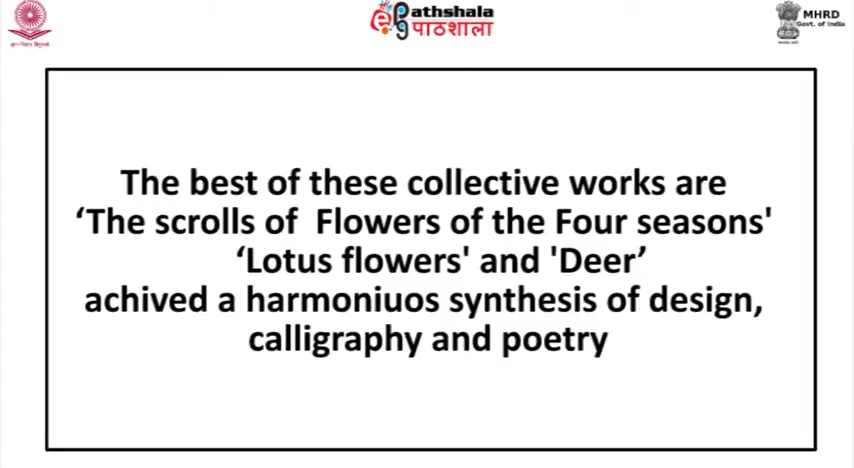 Pathshala
पाठशाला
MHRD
Govt. of India
The best of these collective works are
‘The scrolls of  Flowers of the Four seasons'
‘Lotus flowers' and 'Deer’
achived a harmoniuos synthesis of design,
calligraphy and poetry